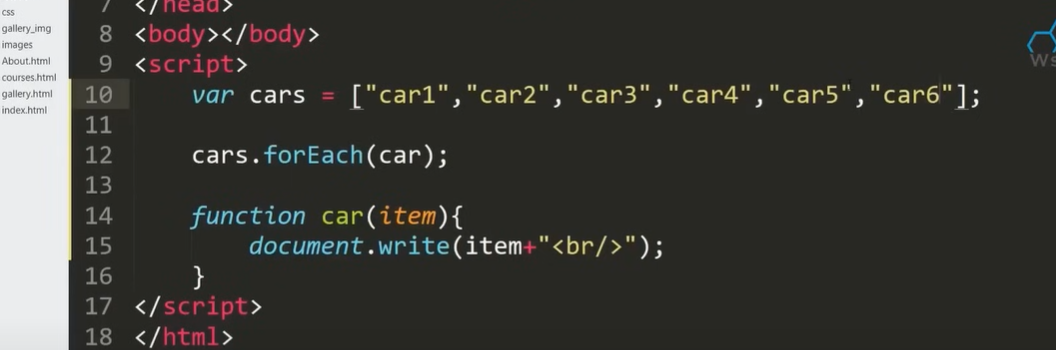 css
gallery_img
images
About.html
courses.html
gallery.html
index.html
7 </head>
8 <body></body>
9 <script>
10 var cars = ["car1","car2","car3","car4","car5","car6"];
11
12 cars.forEach(car);
13
14 function car(item){
15 document.write(item+"<br/>");
16 }
17 </script>
18 </html>